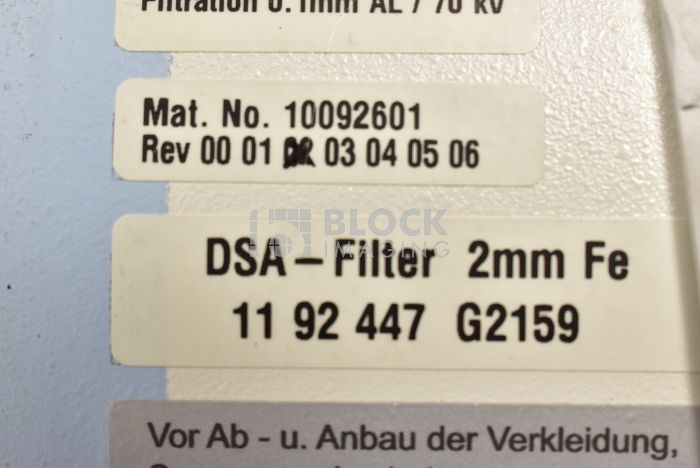 Filtration 0.1mm AL / 70 kV
Mat. No. 10092601
Rev 00 01 02 03 04 05 06
BLOCK
IMAGING
DSA-Filter 2mm Fe
11 92 447 G2159
Vor Ab - u. Anbau der Verkleidung,